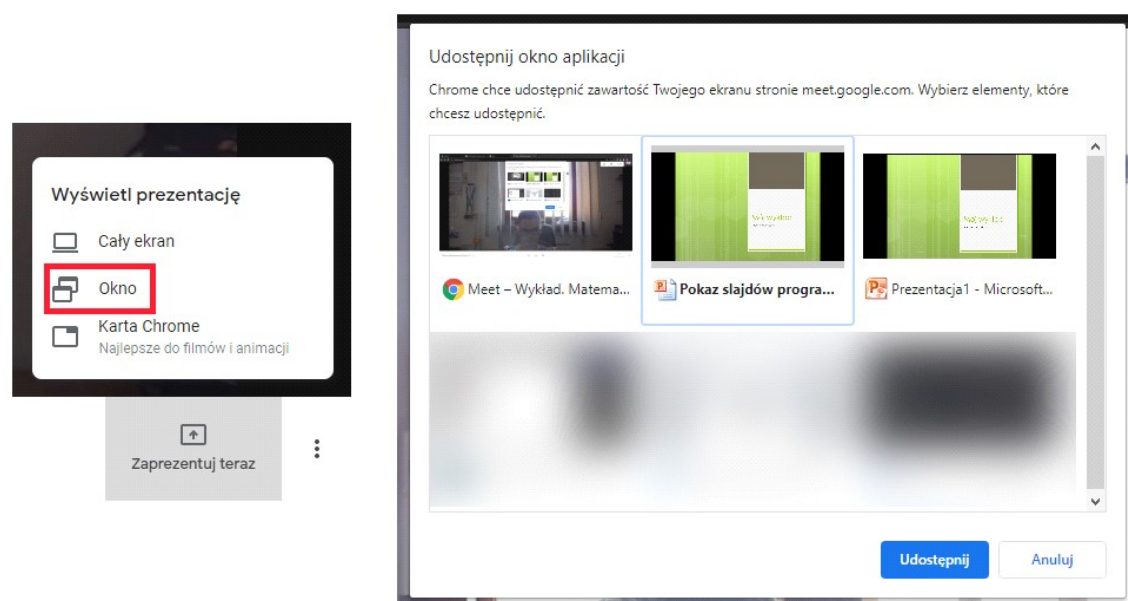 Wyświetl prezentację
Cały ekran
Okno
Karta Chrome
Najlepsze do filmów i animacji
Zaprezentuj teraz
Udostępnij okno aplikacji
Chrome chce udostępnić zawartość Twojego ekranu stronie meet.google.com. Wybierz elementy, które
chcesz udostępnić.
Meet – Wykład. Matema...
Pokaz slajdów progra...
Prezentacja1 - Microsoft...
Udostępnij
Anuluj